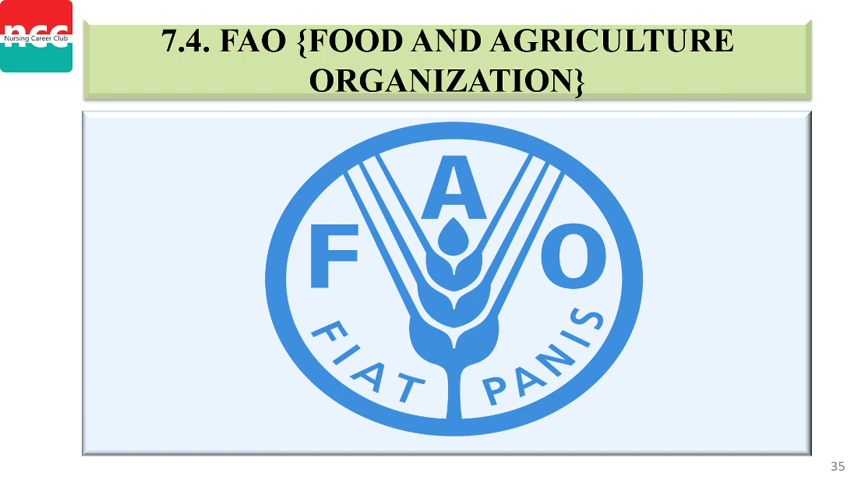 ncc
Nursing Career Club
7.4. FAO {FOOD AND AGRICULTURE
ORGANIZATION}
F A O
FIAT PANIS
35